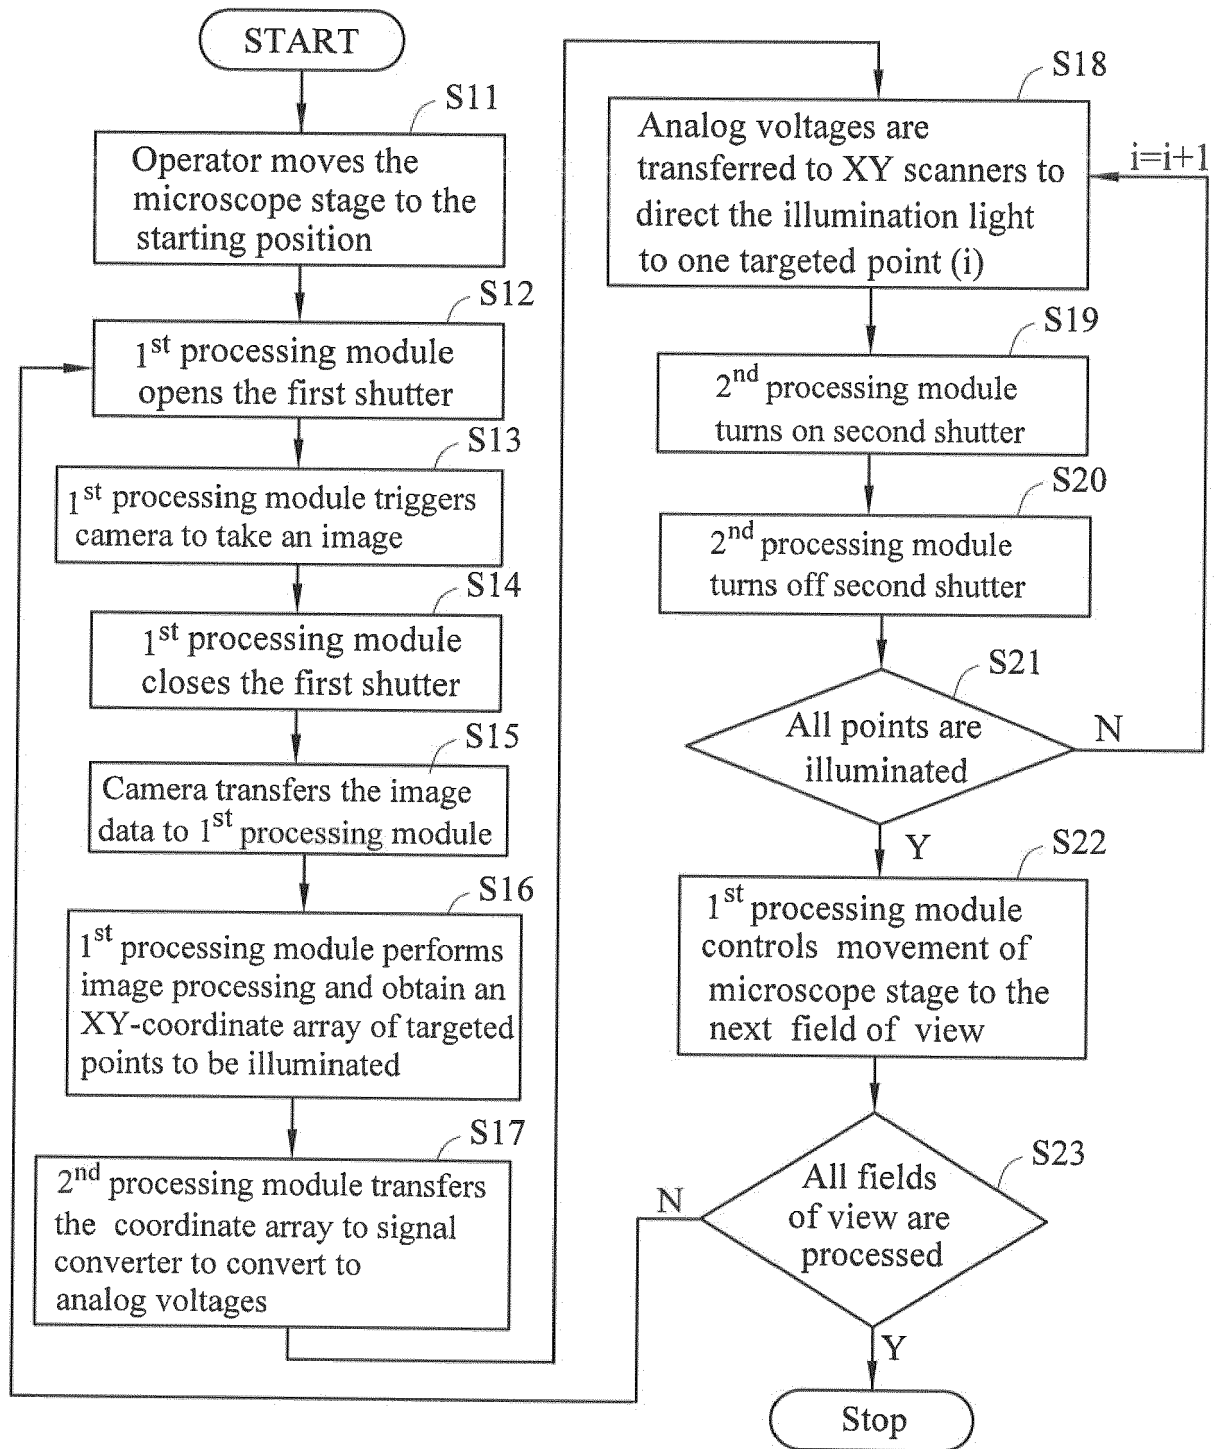 START
S11
Operator moves the
microscope stage to the
starting position
S12
1st processing module
opens the first shutter
S13
1st processing module triggers
camera to take an image
S14
1st processing module
closes the first shutter
S15
Camera transfers the image
data to 1st processing module
S16
1st processing module performs
image processing and obtain an
XY-coordinate array of targeted
points to be illuminated
S17
2nd processing module transfers
the coordinate array to signal
converter to convert to
analog voltages
S18
Analog voltages are
transferred to XY scanners to
direct the illumination light
to one targeted point (i)
i=i+1
S19
2nd processing module
turns on second shutter
S20
2nd processing module
turns off second shutter
S21
All points are
illuminated
N
Y
S22
1st processing module
controls movement of
microscope stage to the
next field of view
S23
All fields
of view are
processed
N
Y
Stop